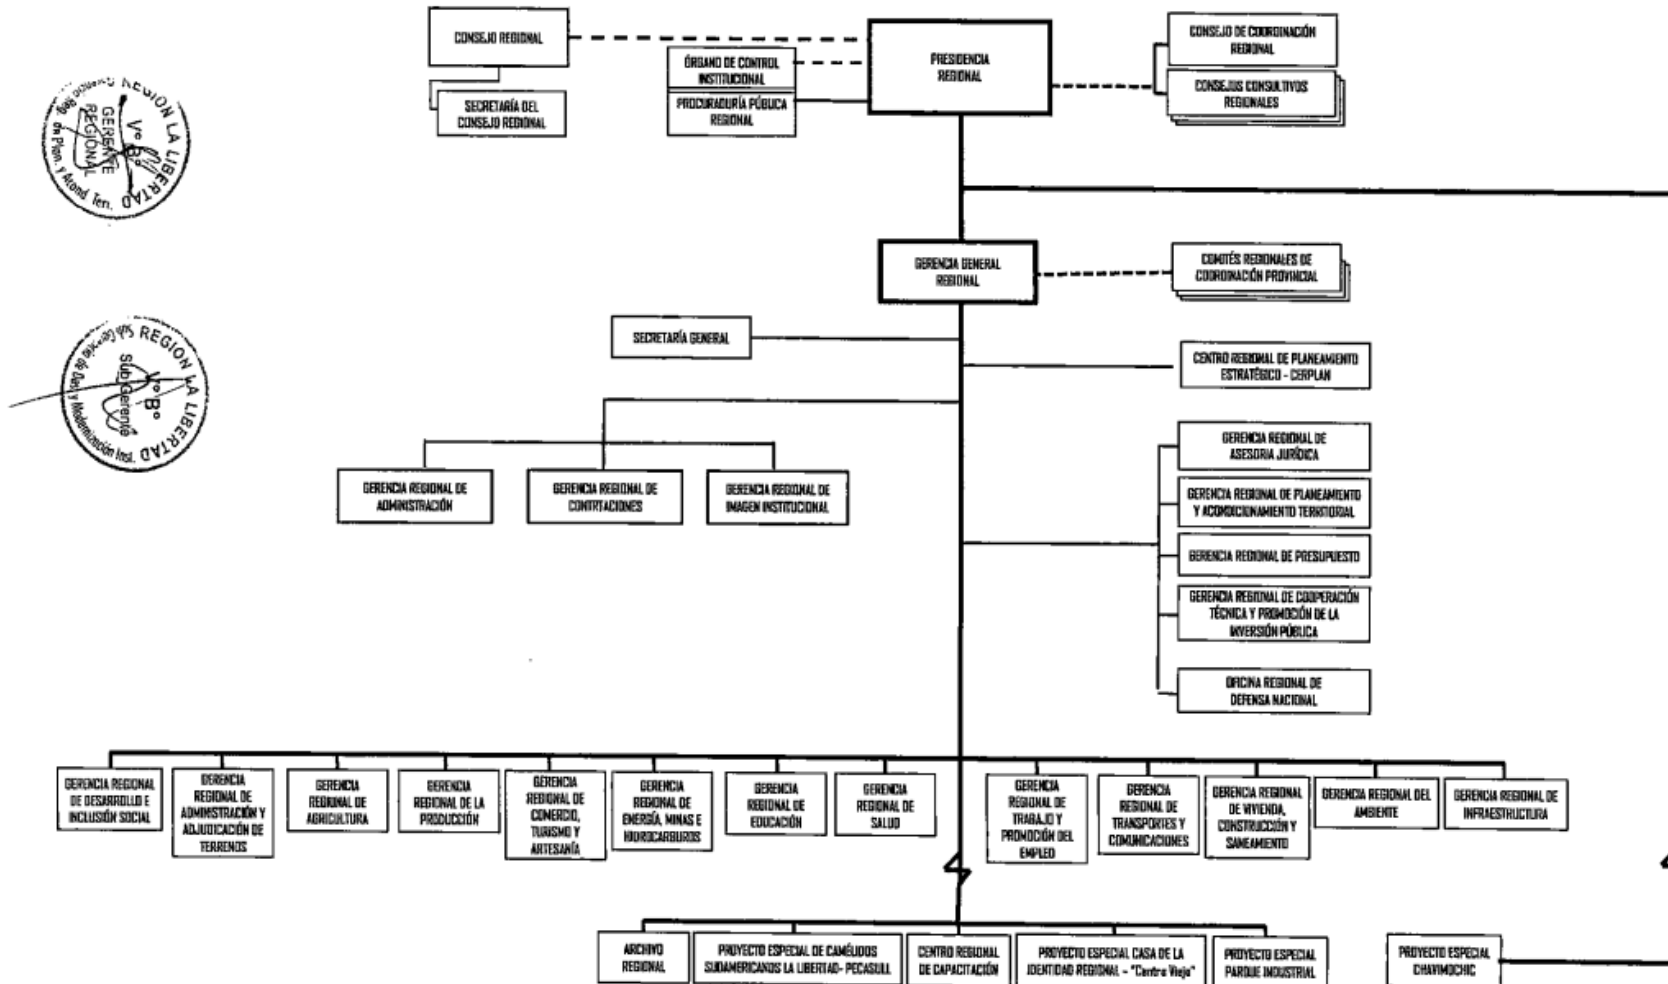 CONSEJO REGIONAL
SECRETARÍA DEL
CONSEJO REGIONAL
ÓRGANO DE CONTROL
INSTITUCIONAL
PROCURADURÍA PÚBLICA
REGIONAL
PRESIDENCIA
REGIONAL
CONSEJO DE COORDINACIÓN
REGIONAL
CONSEJOS CONSULTIVOS
REGIONALES
REGION LA LIBERTAD
VºBº
GERENTE
REGIONAL
GERENCIA GENERAL
REGIONAL
COMITÉS REGIONALES DE
COORDINACIÓN PROVINCIAL
REGION LA LIBERTAD
VºBº
Sub Gerente
SECRETARÍA GENERAL
CENTRO REGIONAL DE PLANEAMIENTO
ESTRATÉGICO - CERPLAN
GERENCIA REGIONAL DE
ADMINISTRACIÓN
GERENCIA REGIONAL DE
CONTRTACIONES
GERENCIA REGIONAL DE
IMAGEN INSTITUCIONAL
GERENCIA REGIONAL DE
ASESORIA JURÍDICA
GERENCIA REGIONAL DE PLANEAMIENTO
Y ACONDICIONAMIENTO TERRITORIAL
GERENCIA REGIONAL DE PRESUPUESTO
GERENCIA REGIONAL DE COOPERACIÓN
TÉCNICA Y PROMOCIÓN DE LA
INVERSIÓN PÚBLICA
OFICINA REGIONAL DE
DEFENSA NACIONAL
GERENCIA REGIONAL
DE DESARROLLO E
INCLUSIÓN SOCIAL
GERENCIA
REGIONAL DE
ADMINISTRACIÓN Y
ADJUDICACIÓN DE
TERRENOS
GERENCIA
REGIONAL DE
AGRICULTURA
GERENCIA
REGIONAL DE LA
PRODUCCIÓN
GERENCIA
REGIONAL DE
COMERCIO,
TURISMO Y
ARTESANÍA
GERENCIA
REGIONAL DE
ENERGÍA, MINAS E
HIDROCARBUROS
GERENCIA
REGIONAL DE
EDUCACIÓN
GERENCIA
REGIONAL DE
SALUD
GERENCIA
REGIONAL DE
TRABAJO Y
PROMOCIÓN DEL
EMPLEO
GERENCIA
REGIONAL DE
TRANSPORTES Y
COMUNICACIONES
GERENCIA REGIONAL
DE VIVIENDA,
CONSTRUCCIÓN Y
SANEAMIENTO
GERENCIA REGIONAL DEL
AMBIENTE
GERENCIA REGIONAL DE
INFRAESTRUCTURA
ARCHIVO
REGIONAL
PROYECTO ESPECIAL DE CAMÉLIDOS
SUDAMERICANOS LA LIBERTAD- PECASULL
CENTRO REGIONAL
DE CAPACITACIÓN
PROYECTO ESPECIAL CASA DE LA
IDENTIDAD REGIONAL – "Centro Viejo"
PROYECTO ESPECIAL
PARQUE INDUSTRIAL
PROYECTO ESPECIAL
CHAVIMOCHIC